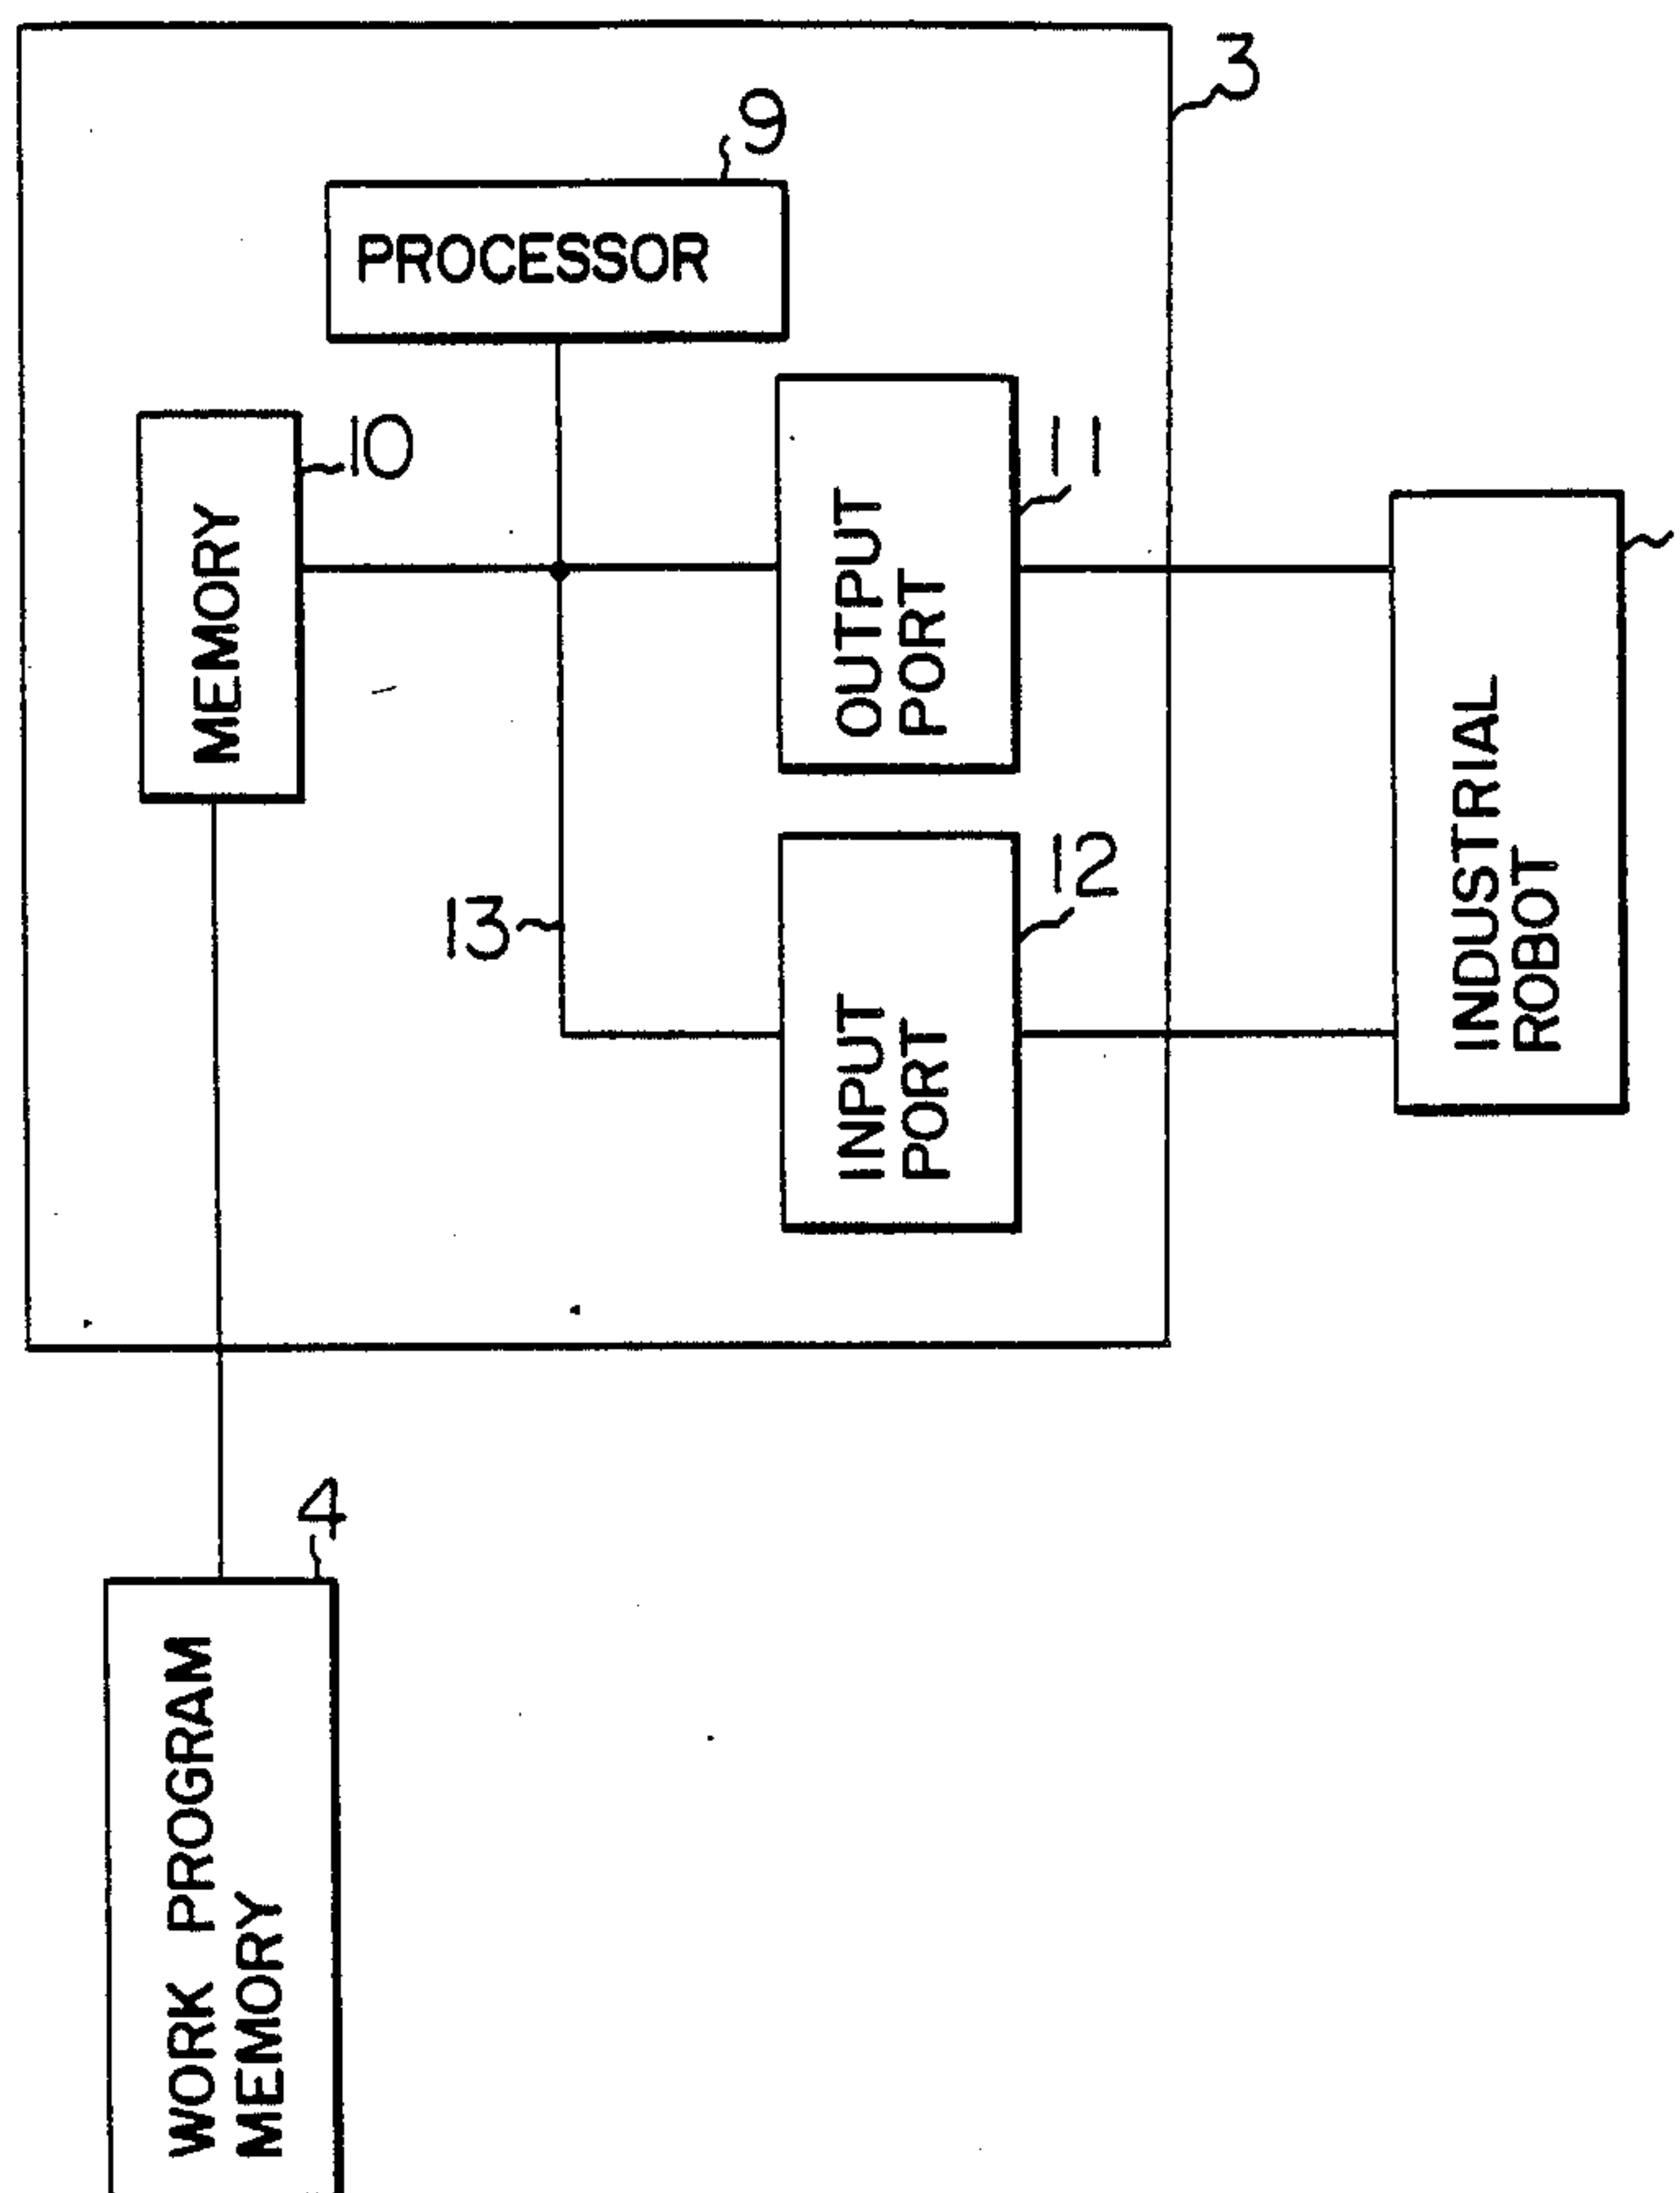 3
9
PROCESSOR
10
MEMORY
11
OUTPUT
PORT
12
13
INPUT
PORT
INDUSTRIAL
ROBOT
4
WORK PROGRAM
MEMORY